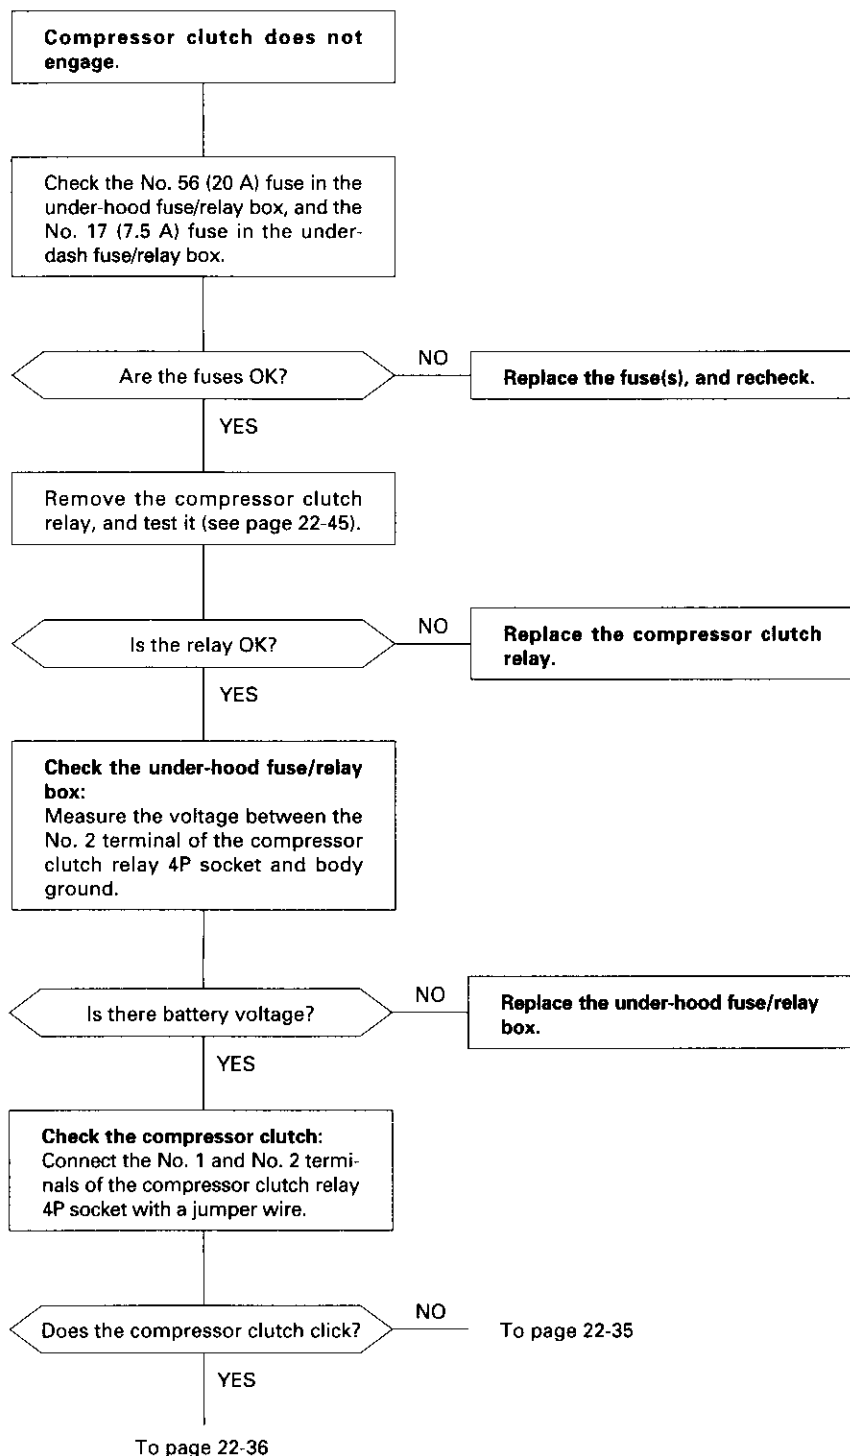 Compressor clutch does not
engage.
Check the No. 56 (20 A) fuse in the
under-hood fuse/relay box, and the
No. 17 (7.5 A) fuse in the under-
dash fuse/relay box.
Are the fuses OK?
NO
Replace the fuse(s), and recheck.
YES
Remove the compressor clutch
relay, and test it (see page 22-45).
Is the relay OK?
NO
Replace the compressor clutch
relay.
YES
Check the under-hood fuse/relay
box:
Measure the voltage between the
No. 2 terminal of the compressor
clutch relay 4P socket and body
ground.
Is there battery voltage?
NO
Replace the under-hood fuse/relay
box.
YES
Check the compressor clutch:
Connect the No. 1 and No. 2 termi-
nals of the compressor clutch relay
4P socket with a jumper wire.
Does the compressor clutch click?
NO
To page 22-35
YES
To page 22-36